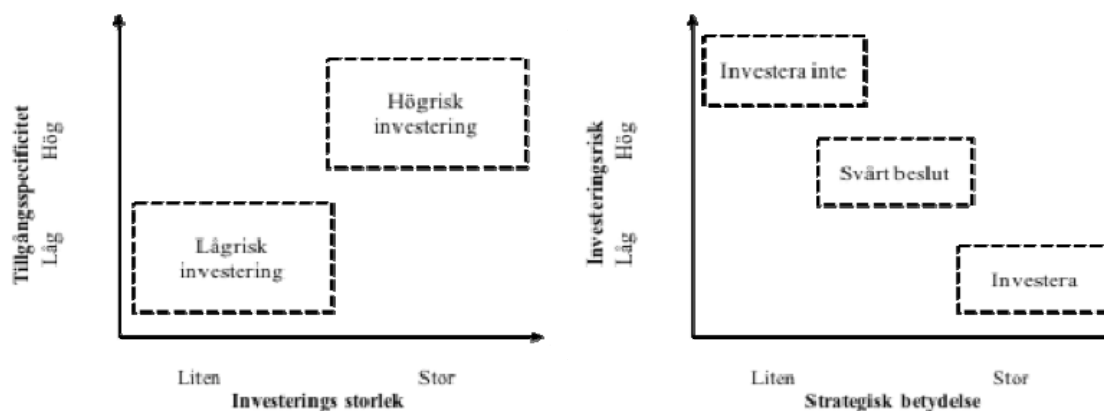 Tillgångsspecificitet
Hög
Låg
Högrisk
investering
Lågrisk
investering
Liten
Stor
Investerings storlek
Investeringsrisk
Hög
Låg
Investera inte
Svårt beslut
Investera
Liten
Stor
Strategisk betydelse